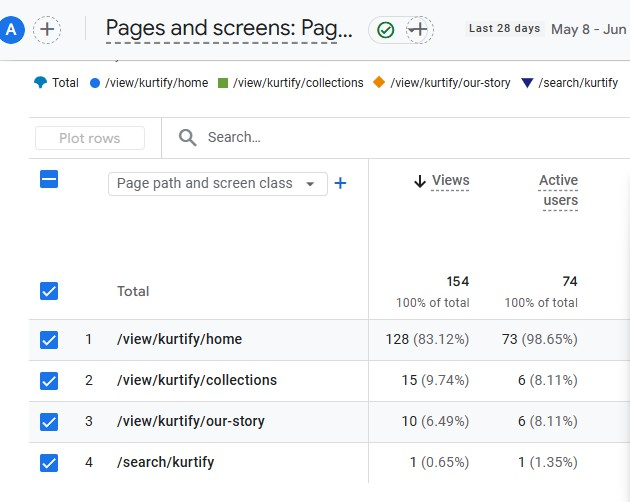 A
Pages and screens: Pag...
Last 28 days May 8 - Jun
Total /view/kurtify/home /view/kurtify/collections /view/kurtify/our-story /search/kurtify
Plot rows Search...
Page path and screen class + Views Active users
Total 154 74
100% of total 100% of total
1 /view/kurtify/home 128 (83.12%) 73 (98.65%)
2 /view/kurtify/collections 15 (9.74%) 6 (8.11%)
3 /view/kurtify/our-story 10 (6.49%) 6 (8.11%)
4 /search/kurtify 1 (0.65%) 1 (1.35%)